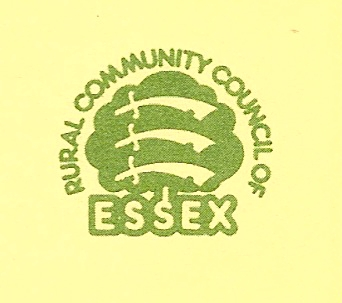 RURAL COMMUNITY COUNCIL OF
ESSEX